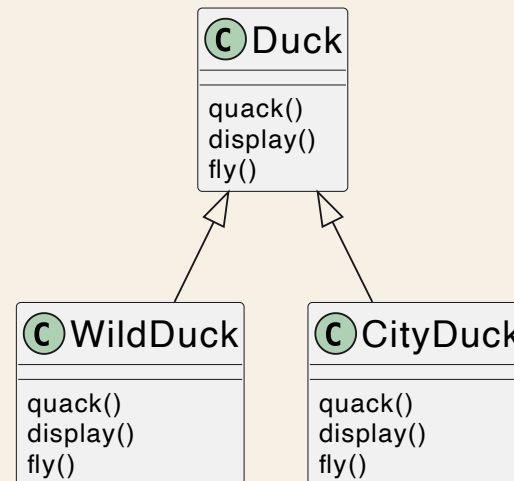 C Duck
quack()
display()
fly()
C WildDuck
quack()
display()
fly()
C CityDuck
quack()
display()
fly()